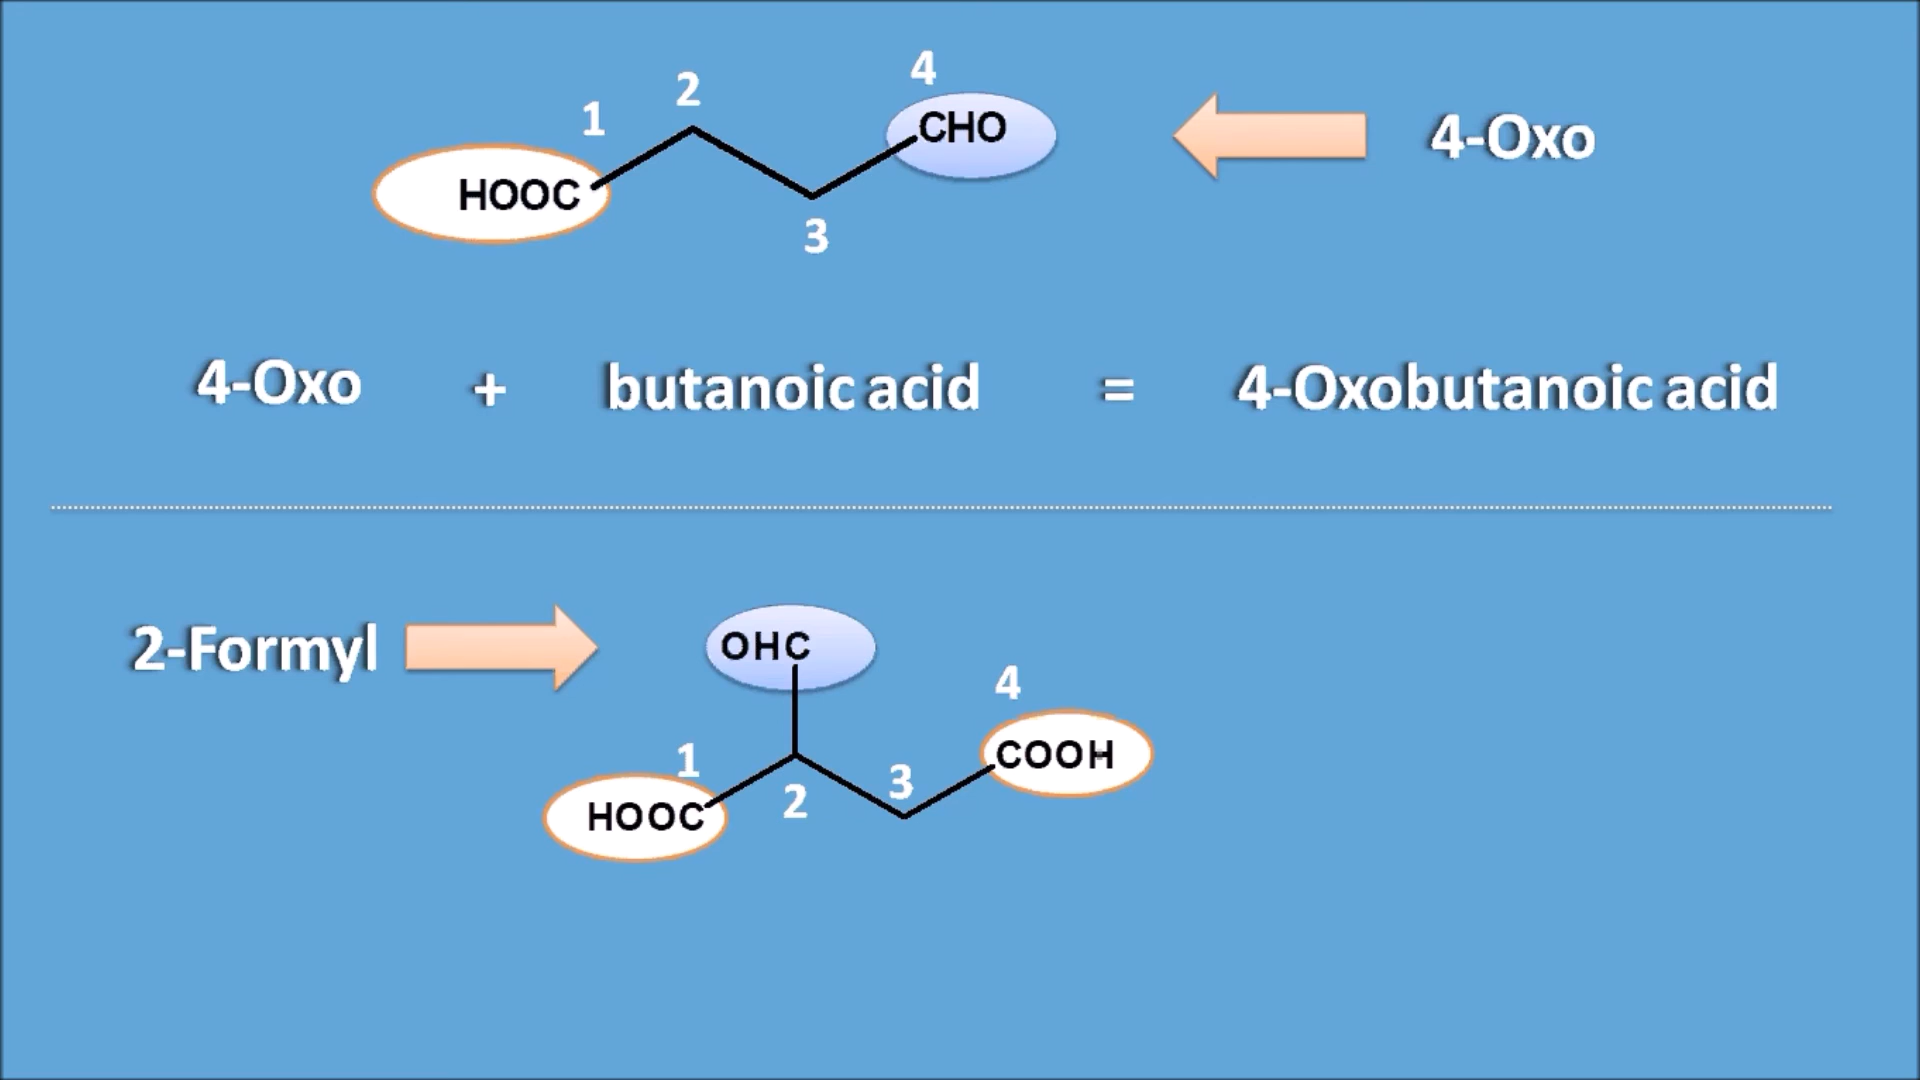 4
2
1
CHO
4-Oxo
HOOC
3
4-Oxo + butanoic acid = 4-Oxobutanoic acid
2-Formyl
OHC
4
1
COOH
3
2
HOOC